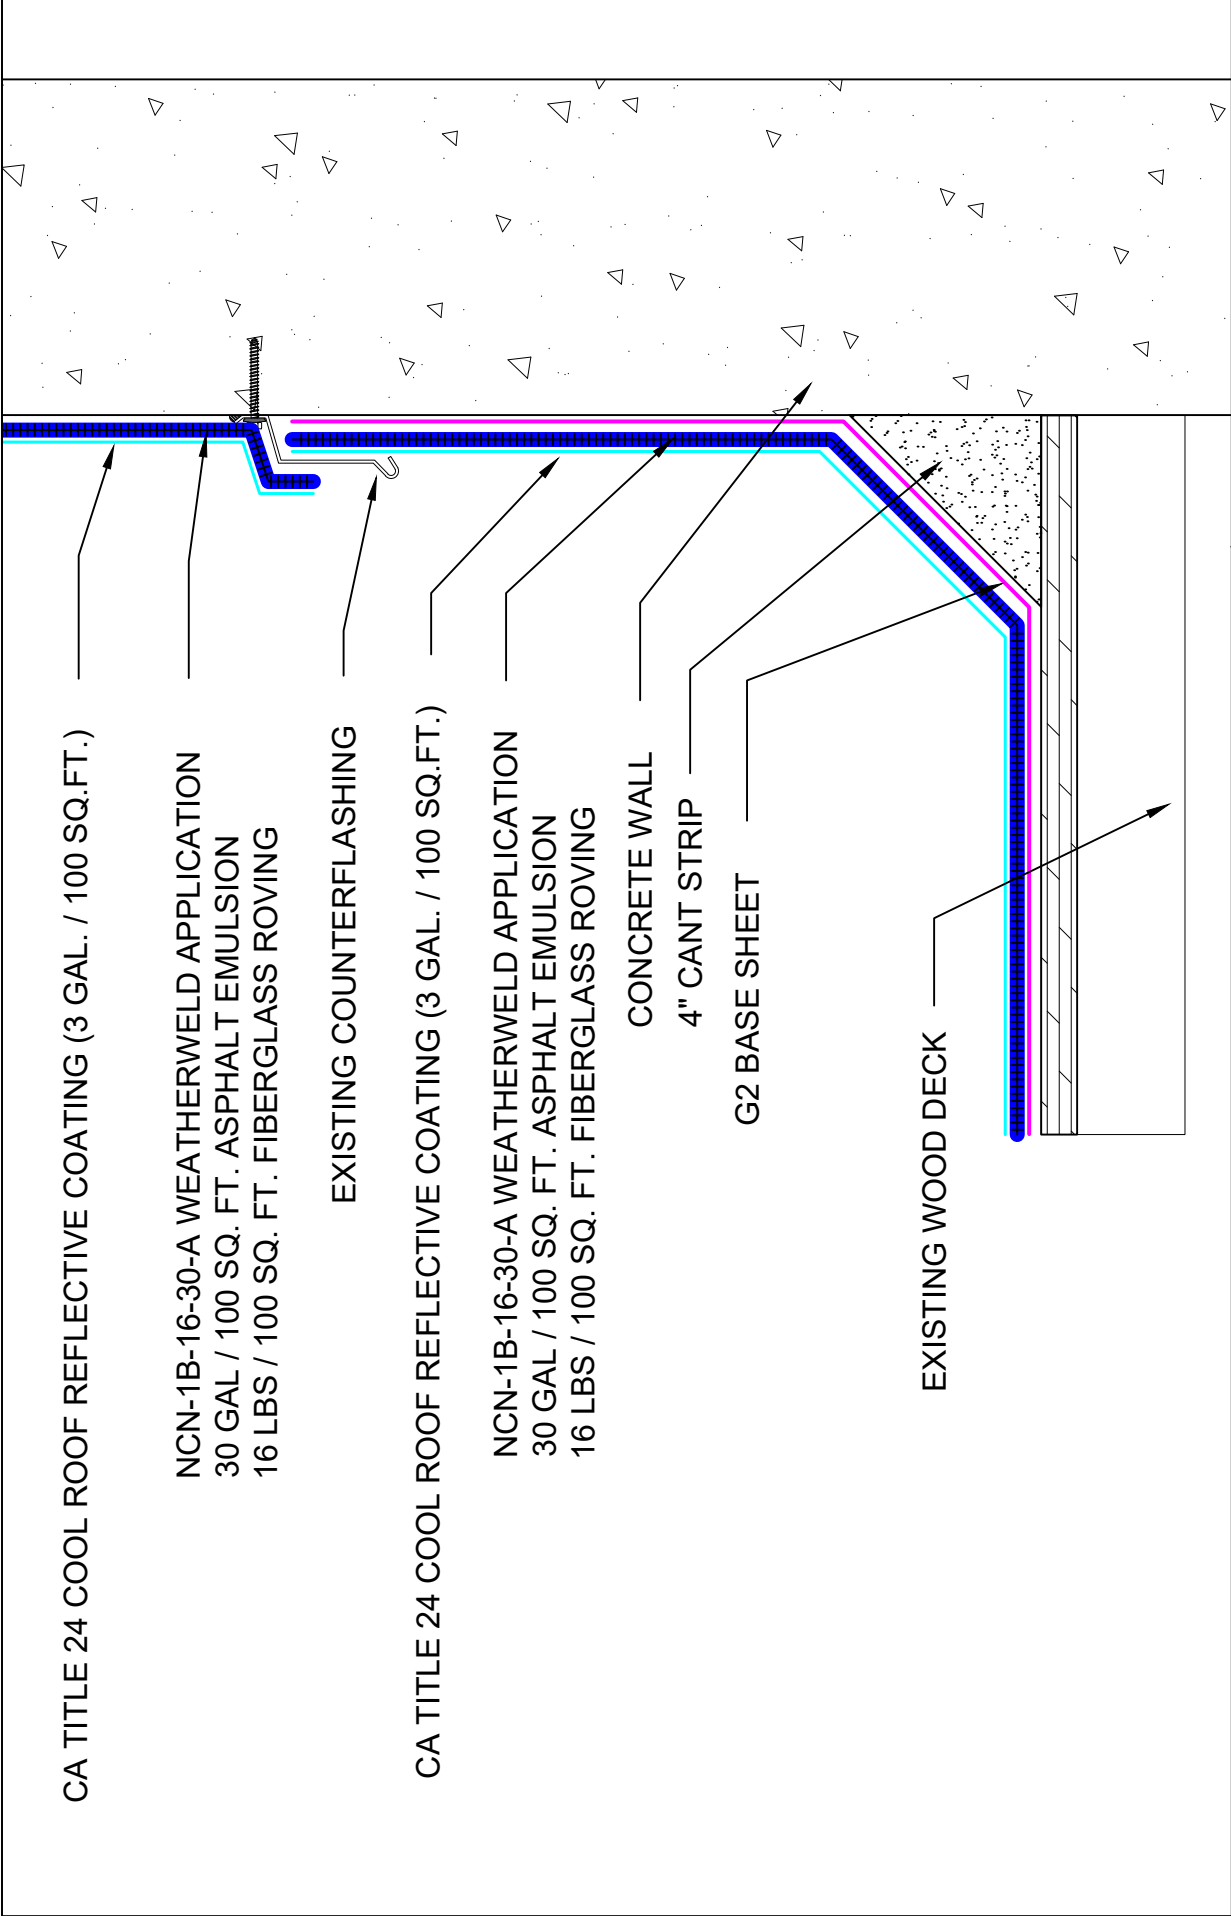 CA TITLE 24 COOL ROOF REFLECTIVE COATING (3 GAL. / 100 SQ.FT.)
NCN-1B-16-30-A WEATHERWELD APPLICATION
30 GAL / 100 SQ. FT. ASPHALT EMULSION
16 LBS / 100 SQ. FT. FIBERGLASS ROVING
EXISTING COUNTERFLASHING
CA TITLE 24 COOL ROOF REFLECTIVE COATING (3 GAL. / 100 SQ.FT.)
NCN-1B-16-30-A WEATHERWELD APPLICATION
30 GAL / 100 SQ. FT. ASPHALT EMULSION
16 LBS / 100 SQ. FT. FIBERGLASS ROVING
CONCRETE WALL
4" CANT STRIP
G2 BASE SHEET
EXISTING WOOD DECK